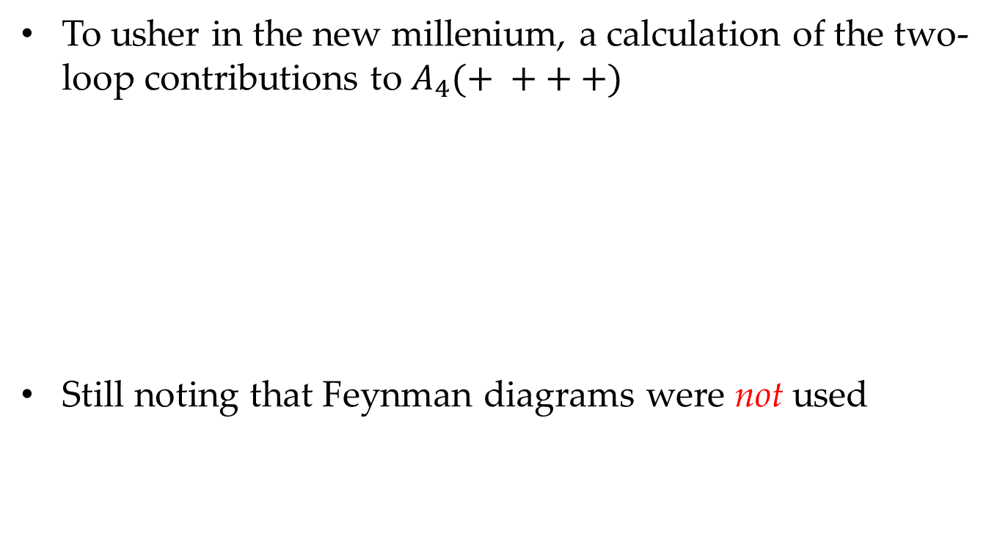 • To usher in the new millenium, a calculation of the two-
loop contributions to A₄(+ + + +)
• Still noting that Feynman diagrams were not used